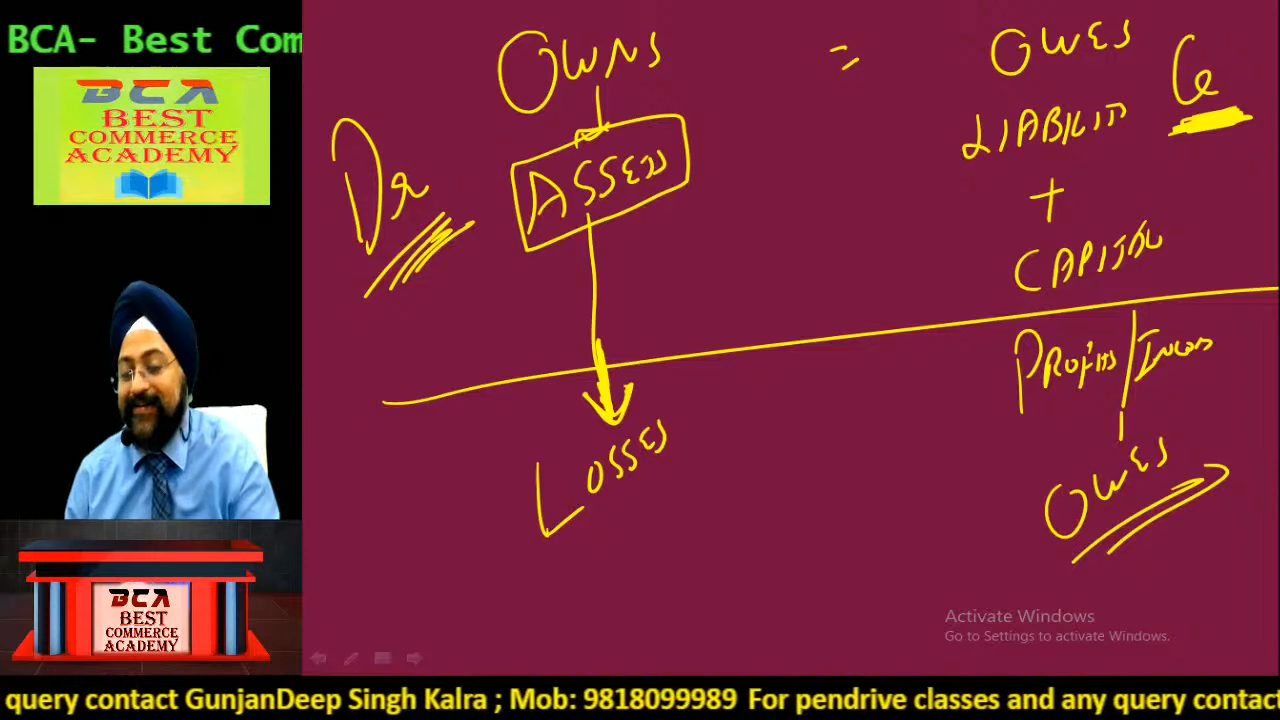 BCA- Best Com
BCA
BEST
COMMERCE
ACADEMY
OWNS = OWES
Dr
ASSETS
LIABILIT
Cr
+
CAPITAL
PROfits/Incom
LOSSES
OWES
BCA
BEST
COMMERCE
ACADEMY
Activate Windows
Go to Settings to activate Windows.
query contact GunjanDeep Singh Kalra ; Mob: 9818099989 For pendrive classes and any query contact